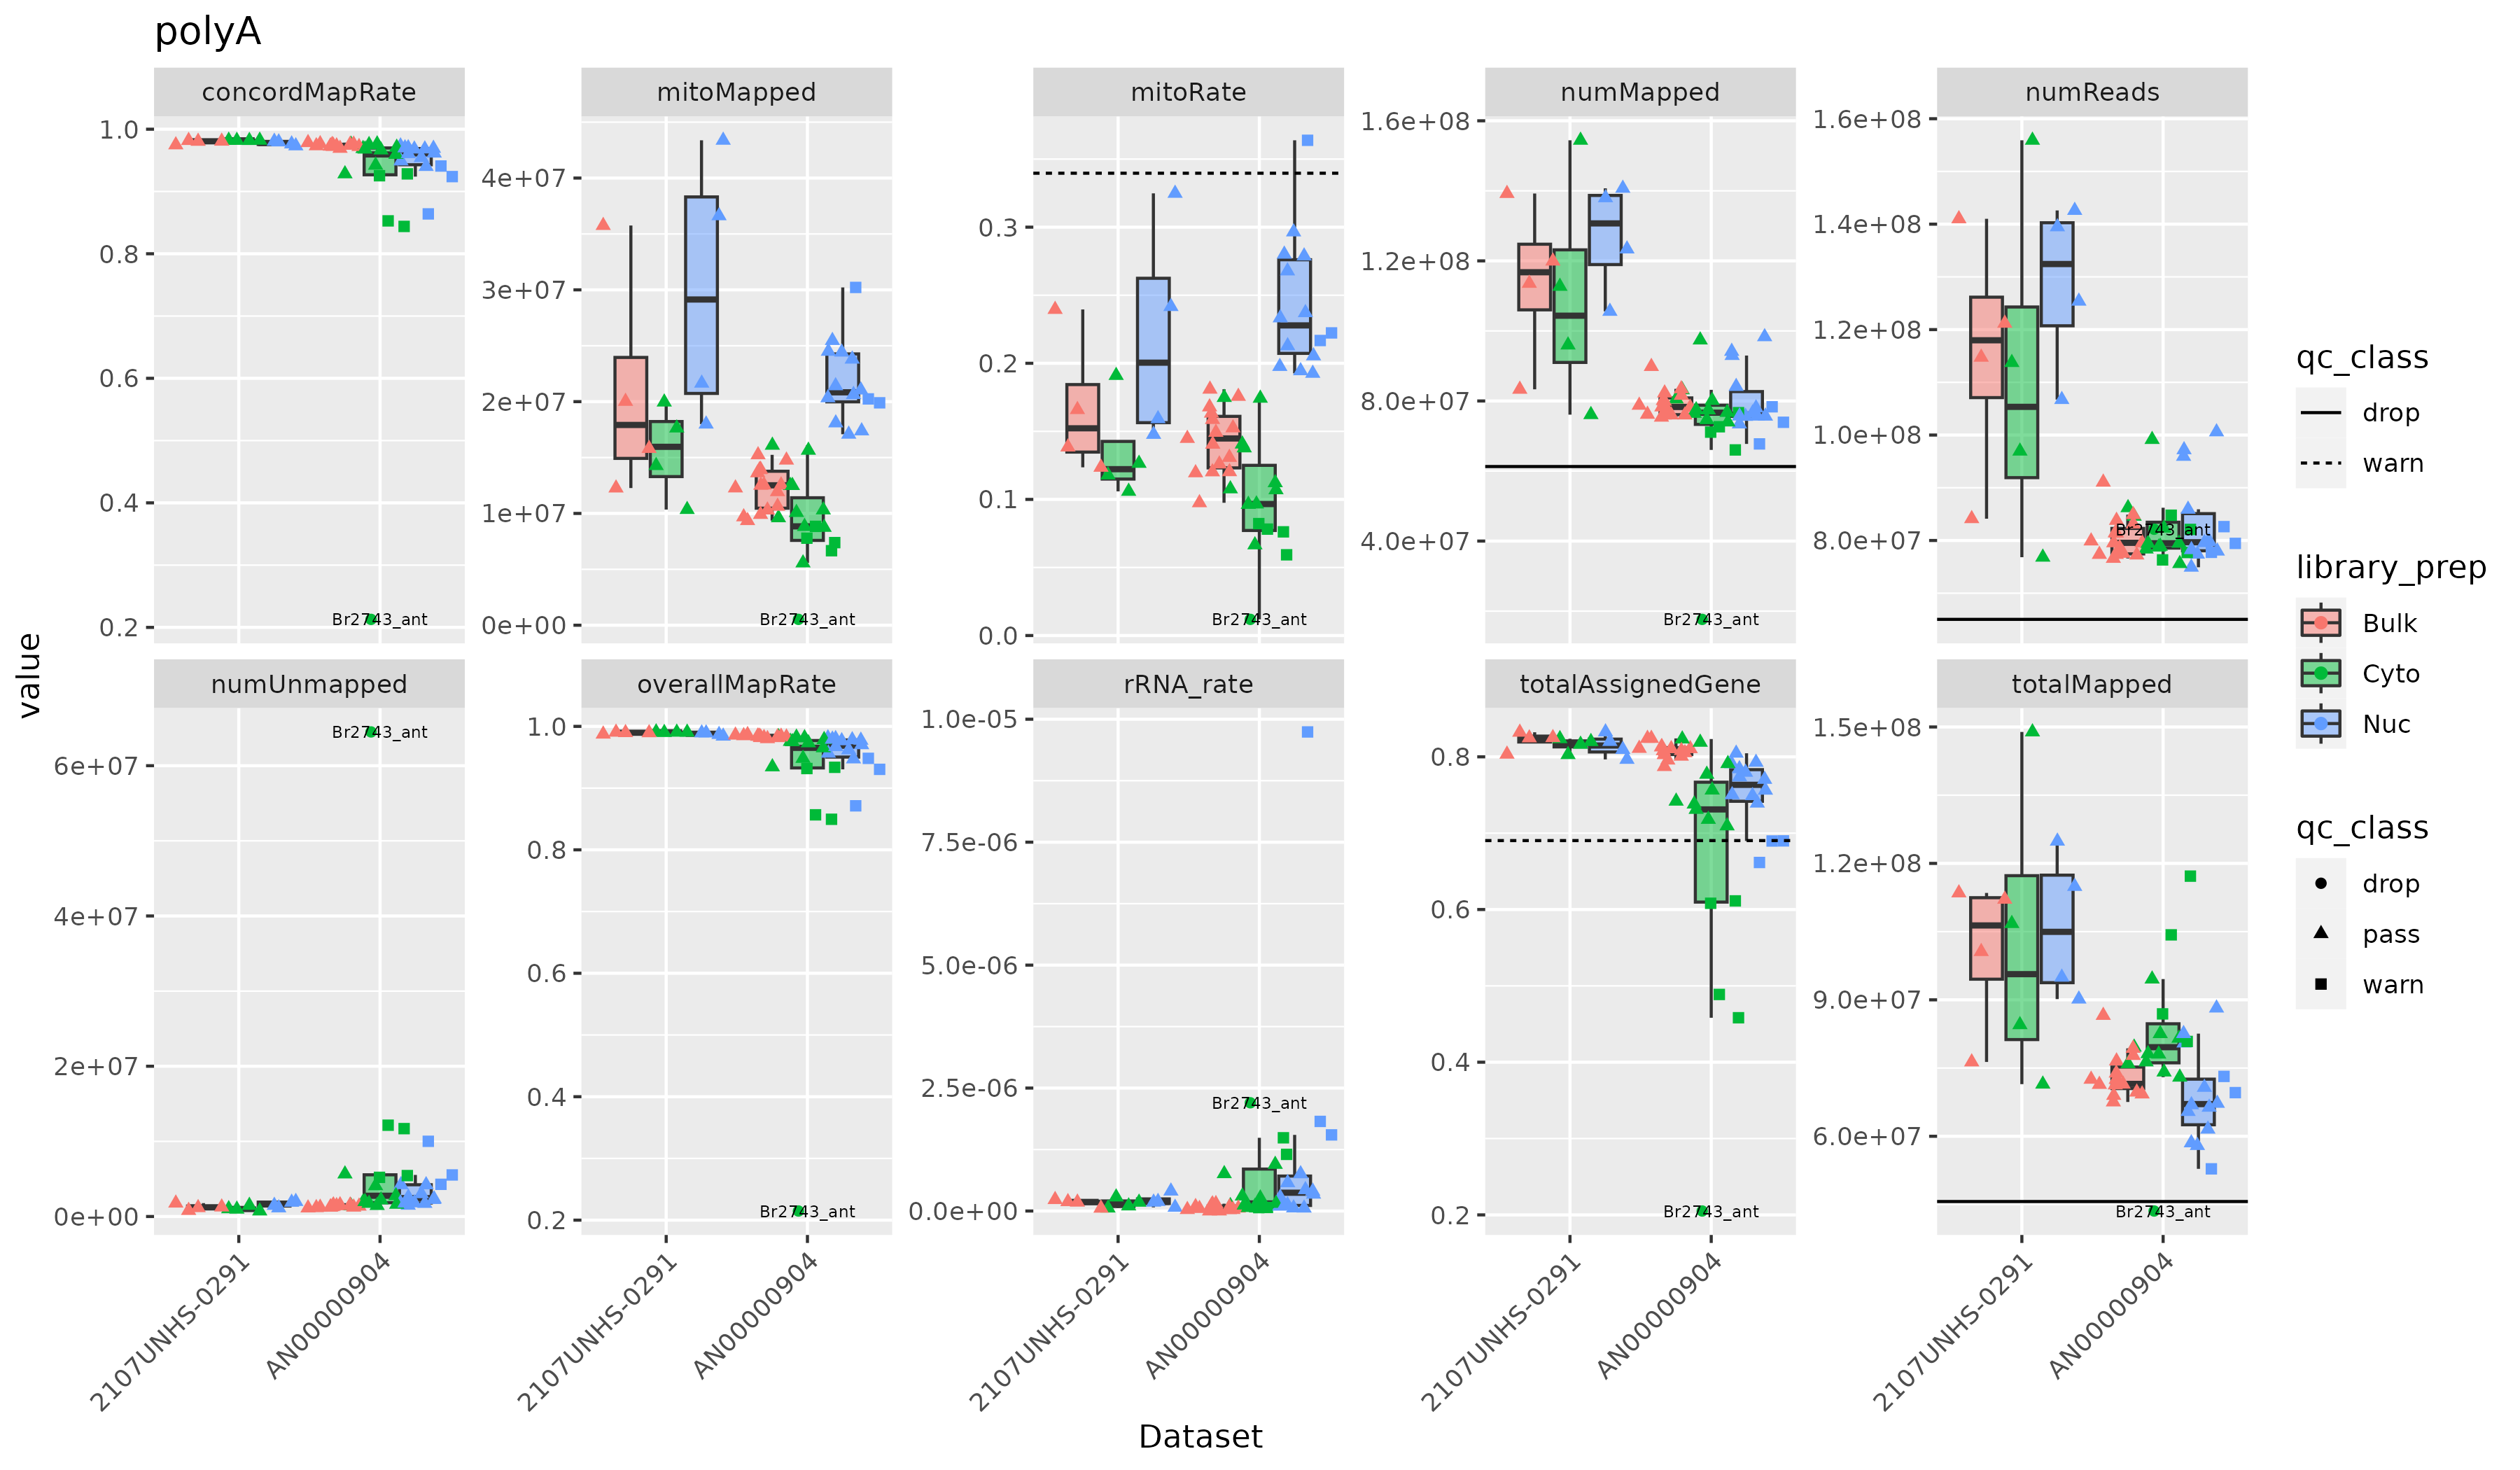 polyA
concordMapRate
mitoMapped
mitoRate
numMapped
numReads
1.0
0.8
0.6
0.4
0.2
Br2743_ant
4e+07
3e+07
2e+07
1e+07
0e+00
Br2743_ant
0.3
0.2
0.1
0.0
Br2743_ant
1.6e+08
1.2e+08
8.0e+07
4.0e+07
Br2743_ant
1.6e+08
1.4e+08
1.2e+08
1.0e+08
8.0e+07
Br2743_ant
value
numUnmapped
overallMapRate
rRNA_rate
totalAssignedGene
totalMapped
Br2743_ant
6e+07
4e+07
2e+07
0e+00
1.0
0.8
0.6
0.4
0.2
Br2743_ant
1.0e-05
7.5e-06
5.0e-06
2.5e-06
0.0e+00
Br2743_ant
0.8
0.6
0.4
0.2
Br2743_ant
1.5e+08
1.2e+08
9.0e+07
6.0e+07
Br2743_ant
2107UNHS-0291
AN00000904
2107UNHS-0291
AN00000904
2107UNHS-0291
AN00000904
2107UNHS-0291
AN00000904
2107UNHS-0291
AN00000904
Dataset
qc_class
drop
warn
library_prep
Bulk
Cyto
Nuc
qc_class
drop
pass
warn